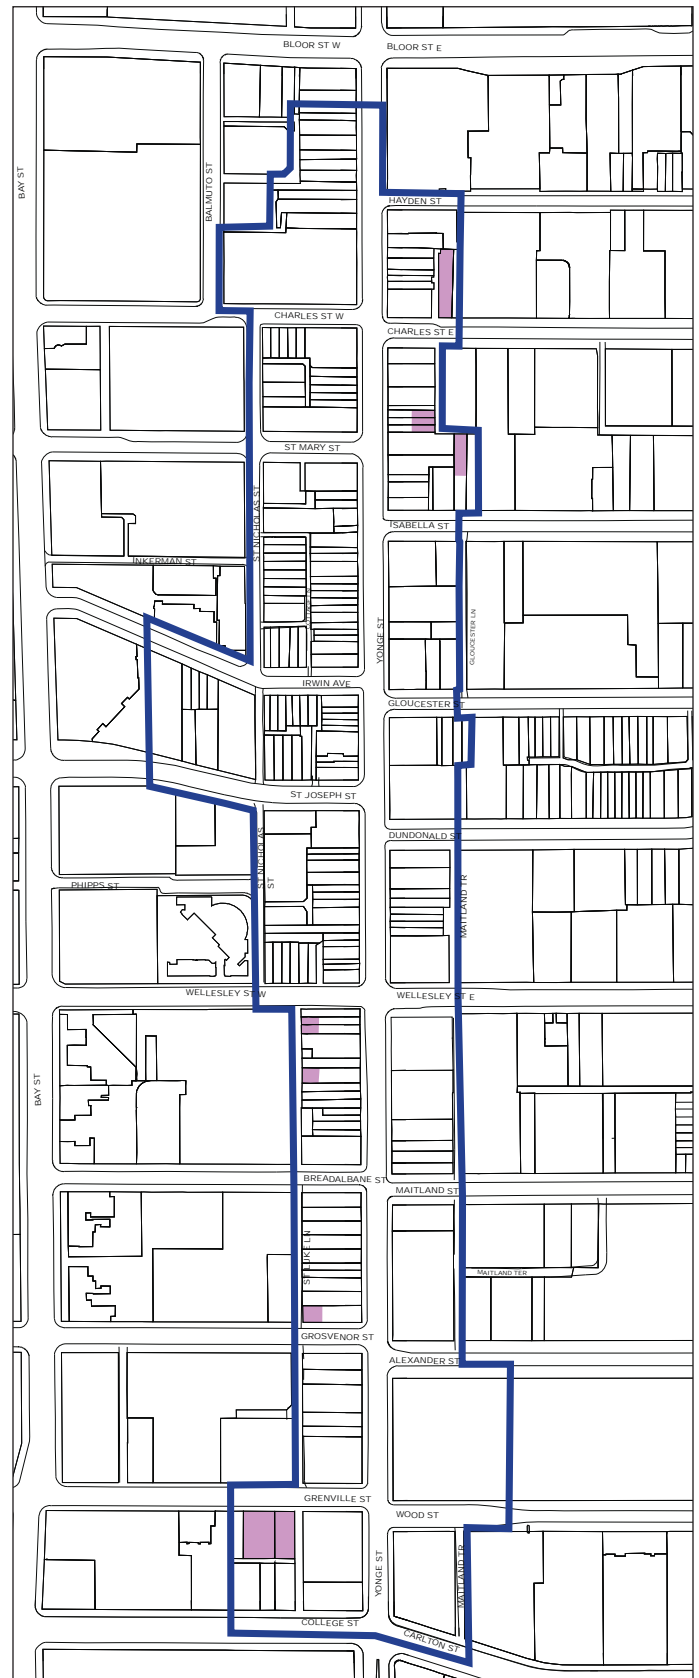 BLOOR ST W
BLOOR ST E
BAY ST
BALMUTO ST
HAYDEN ST
CHARLES ST W
CHARLES ST E
ST MARY ST
ST NICHOLAS ST
ISABELLA ST
INKERMAN ST
YONGE ST
GLOUCESTER LN
IRWIN AVE
GLOUCESTER ST
ST JOSEPH ST
DUNDONALD ST
ST NICHOLAS
ST
MAITLAND TR
PHIPPS ST
WELLESLEY ST W
WELLESLEY ST E
BAY ST
BREADALBANE ST
MAITLAND ST
ST LUKE LN
MAITLAND TER
GROSVENOR ST
ALEXANDER ST
GRENVILLE ST
WOOD ST
YONGE ST
MAITLAND TR
COLLEGE ST
CARLTON ST